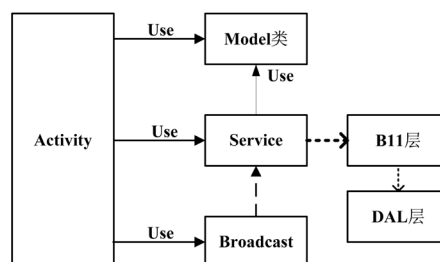 Use
Model类
Use
Activity
Use
Service
B11层
Use
Broadcast
DAL层